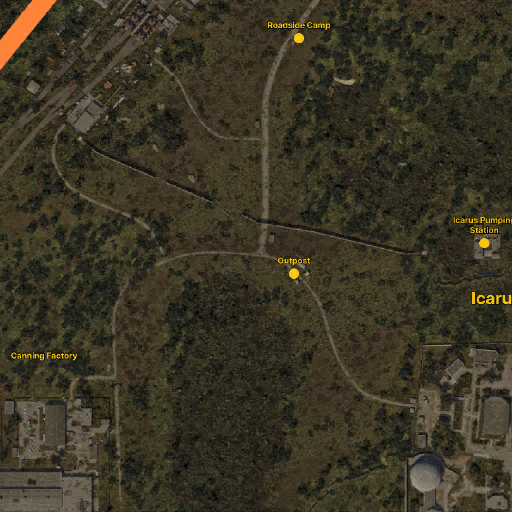 Roadside Camp
Icarus Pumping
Station
Outpost
Icaru
Canning Factory